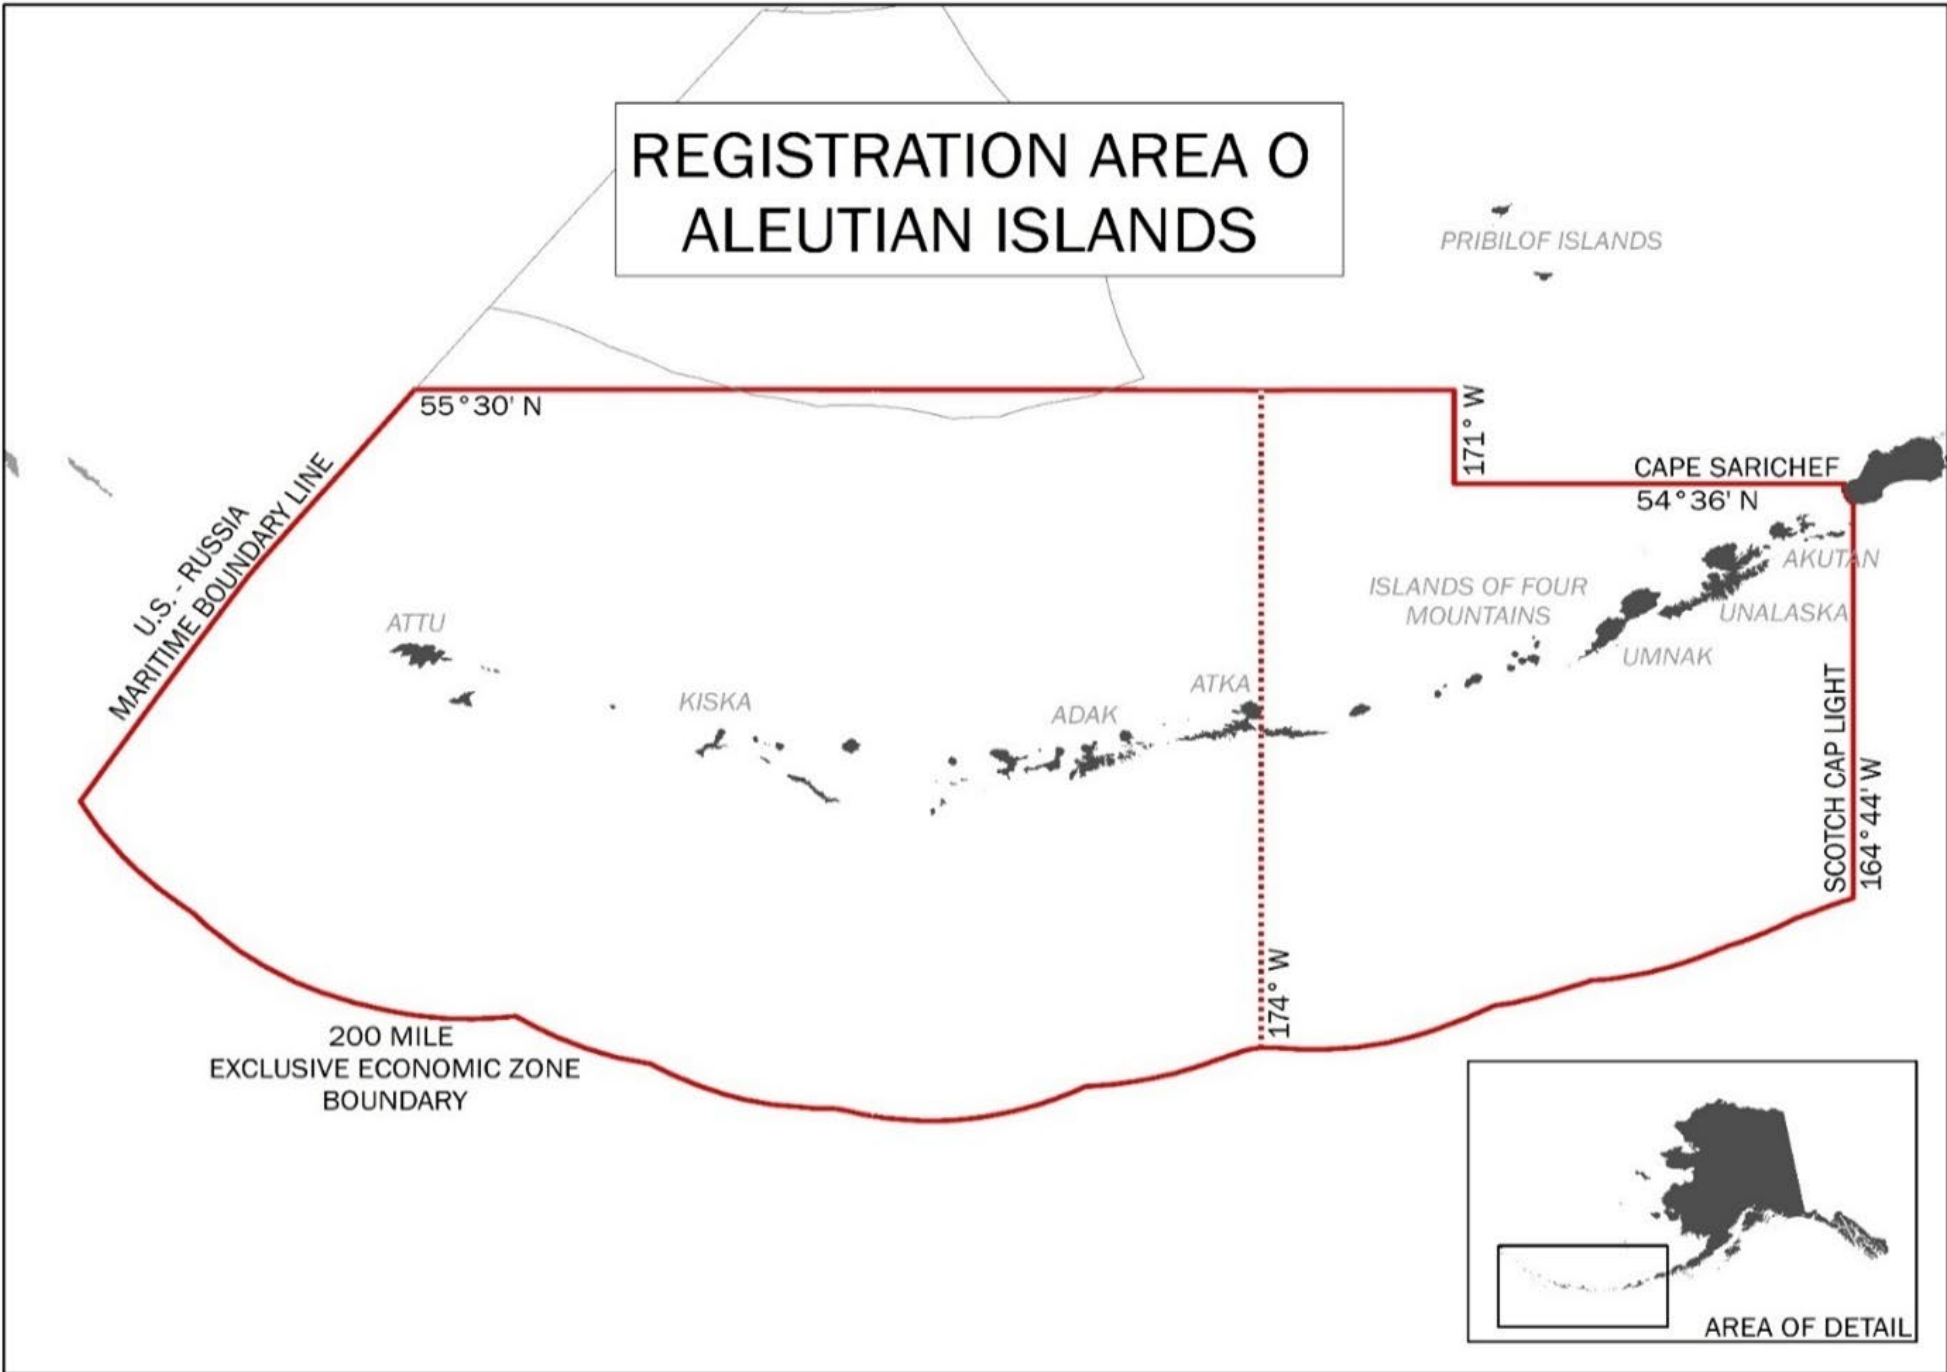 REGISTRATION AREA O
ALEUTIAN ISLANDS
PRIBILOF ISLANDS
55°30' N
171° W
CAPE SARICHEF
54°36' N
U.S. - RUSSIA
MARITIME BOUNDARY LINE
AKUTAN
ISLANDS OF FOUR
MOUNTAINS
UNALASKA
ATTU
UMNAK
KISKA
ATKA
ADAK
SCOTCH CAP LIGHT
164°44' W
174° W
200 MILE
EXCLUSIVE ECONOMIC ZONE
BOUNDARY
AREA OF DETAIL